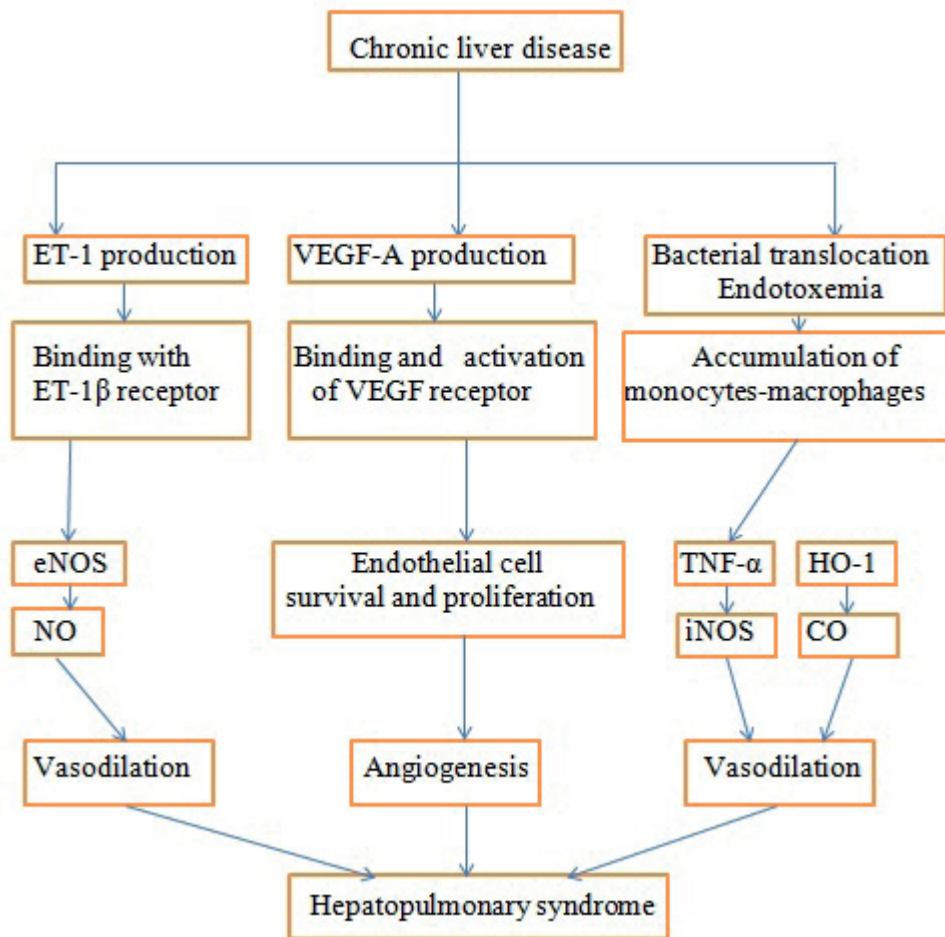 Chronic liver disease
ET-1 production
VEGF-A production
Bacterial translocation
Endotoxemia
Binding with
ET-1β receptor
Binding and activation
of VEGF receptor
Accumulation of
monocytes-macrophages
eNOS
NO
Endothelial cell
survival and proliferation
TNF-α
HO-1
iNOS
CO
Vasodilation
Angiogenesis
Vasodilation
Hepatopulmonary syndrome